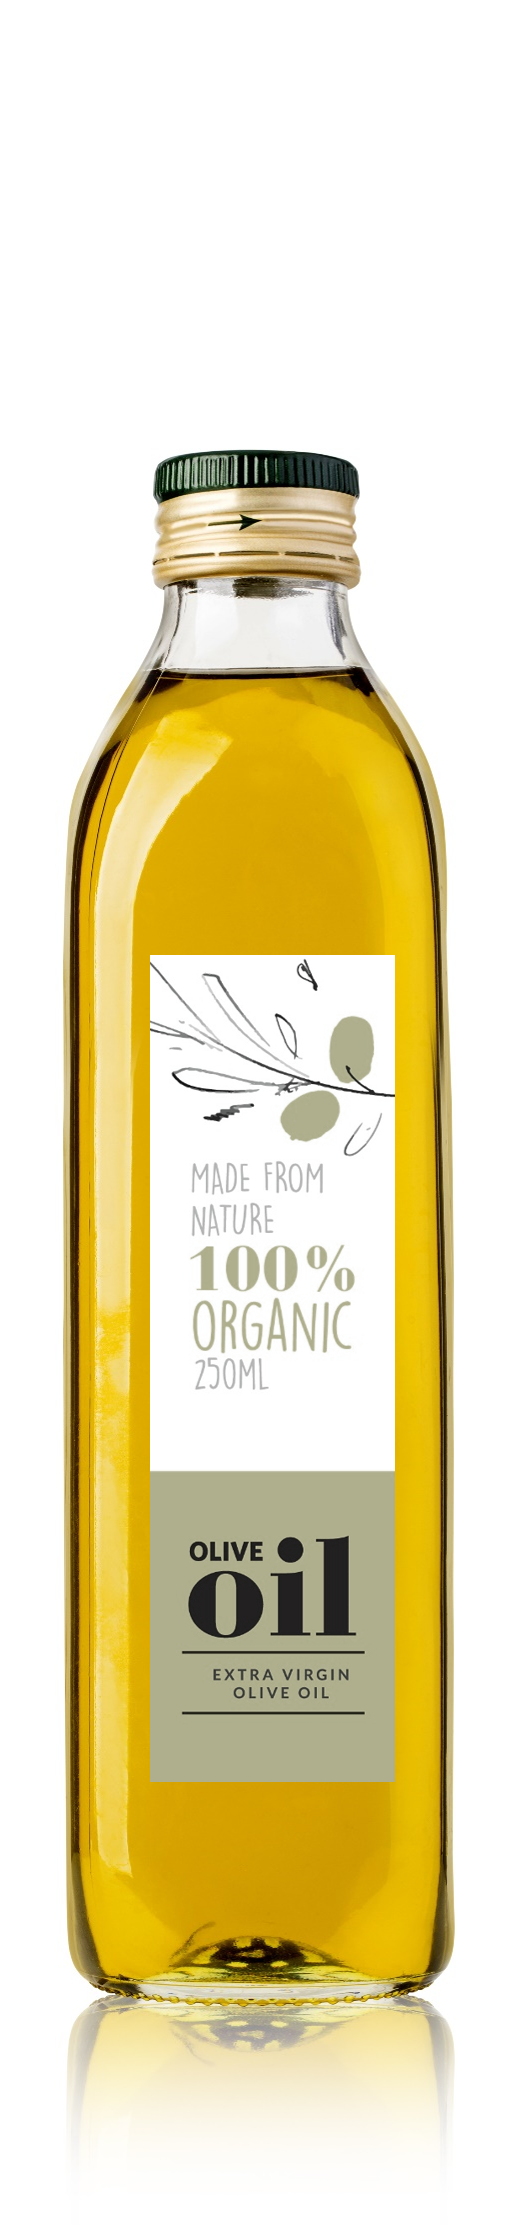 MADE FROM
NATURE
100%
ORGANIC
250ML
OLIVE
oil
EXTRA VIRGIN
OLIVE OIL